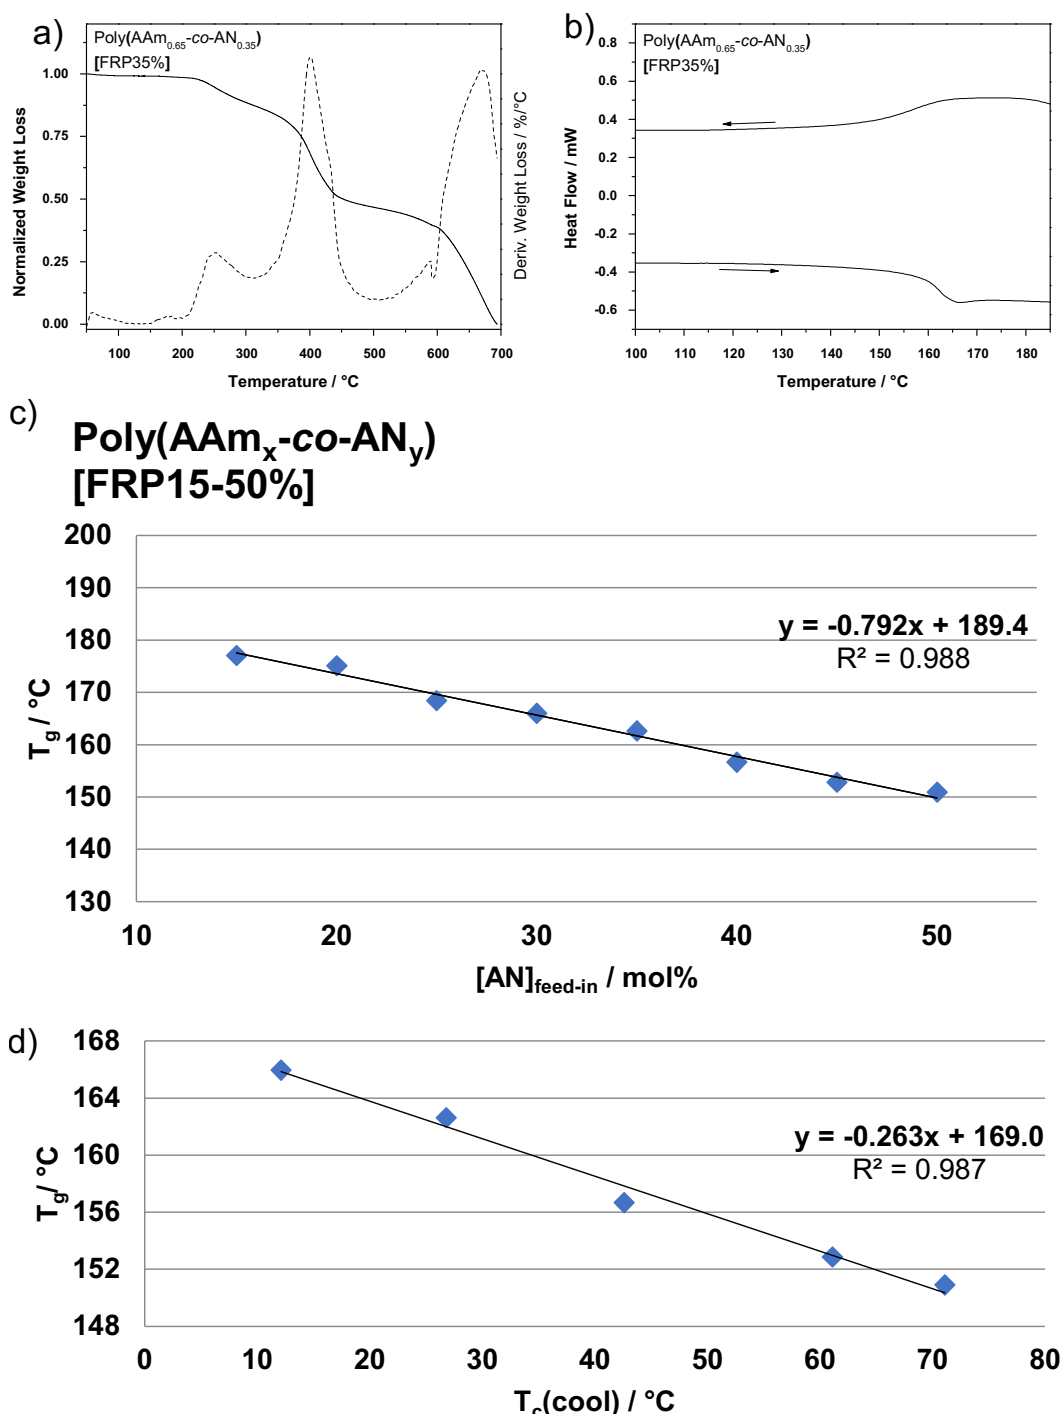 a)
Poly(AAm0.65-co-AN0.35)
[FRP35%]
1.00
0.75
0.50
0.25
0.00
Normalized Weight Loss
Deriv. Weight Loss / %/°C
100 200 300 400 500 600 700
Temperature / °C
b)
Poly(AAm0.65-co-AN0.35)
[FRP35%]
0.8
0.6
0.4
0.2
0.0
-0.2
-0.4
-0.6
Heat Flow / mW
100 110 120 130 140 150 160 170 180
Temperature / °C
c)
Poly(AAmx-co-ANy)
[FRP15-50%]
200
190
180
170
160
150
140
130
Tg / °C
y = -0.792x + 189.4
R² = 0.988
10 20 30 40 50
[AN]feed-in / mol%
d)
168
164
160
156
152
148
Tg/ °C
y = -0.263x + 169.0
R² = 0.987
0 10 20 30 40 50 60 70 80
Tc(cool) / °C